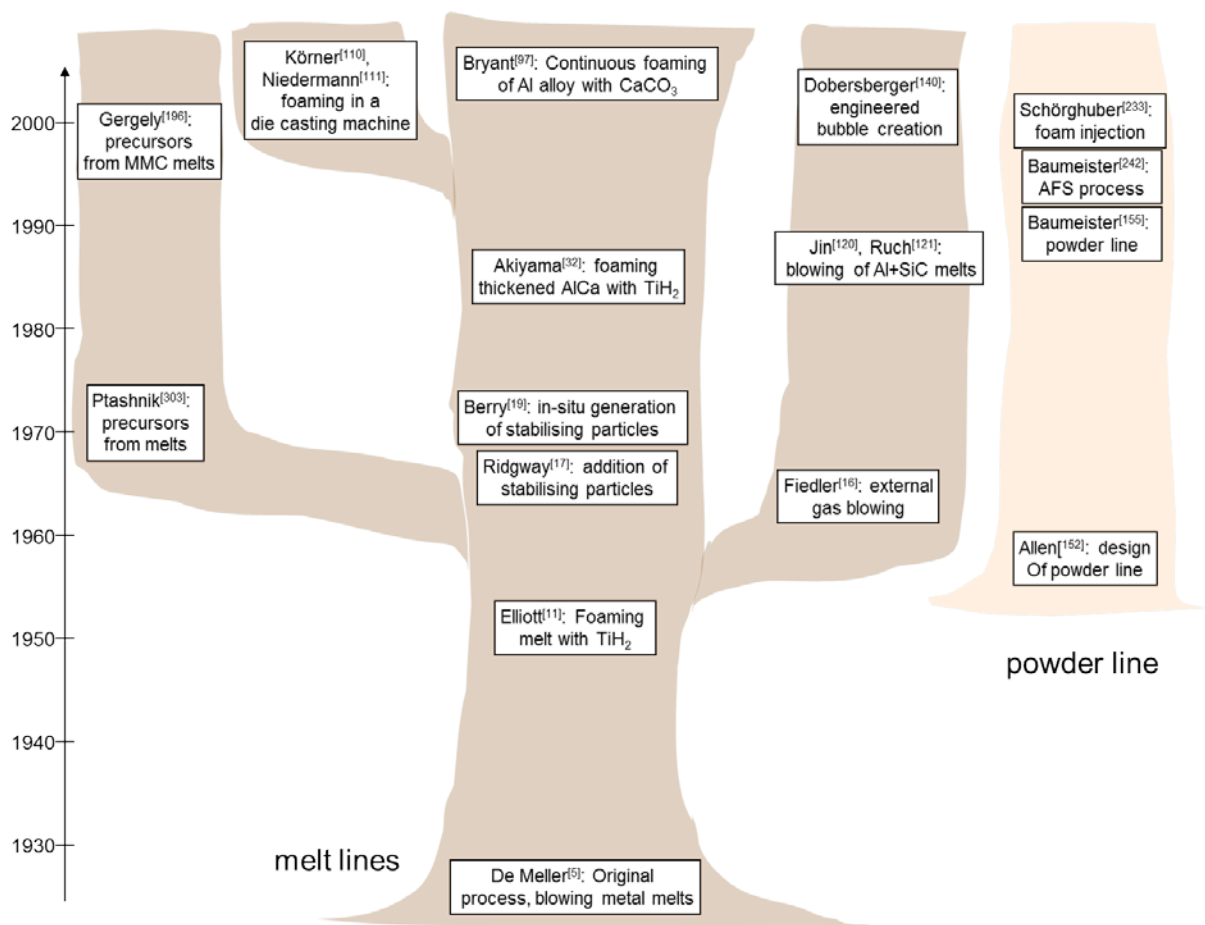 Körner[110],
Niedermann[111]:
foaming in a
die casting machine
Bryant[97]: Continuous foaming
of Al alloy with CaCO3
Dobersberger[140]:
engineered
bubble creation
Gergely[196]:
precursors
from MMC melts
Schörghuber[233]:
foam injection
Baumeister[242]:
AFS process
Baumeister[155]:
powder line
Akiyama[32]: foaming
thickened AlCa with TiH2
Jin[120], Ruch[121]:
blowing of Al+SiC melts
Ptashnik[303]:
precursors
from melts
Berry[19]: in-situ generation
of stabilising particles
Ridgway[17]: addition of
stabilising particles
Fiedler[16]: external
gas blowing
Allen[152]: design
Of powder line
Elliott[11]: Foaming
melt with TiH2
powder line
melt lines
De Meller[5]: Original
process, blowing metal melts
2000
1990
1980
1970
1960
1950
1940
1930